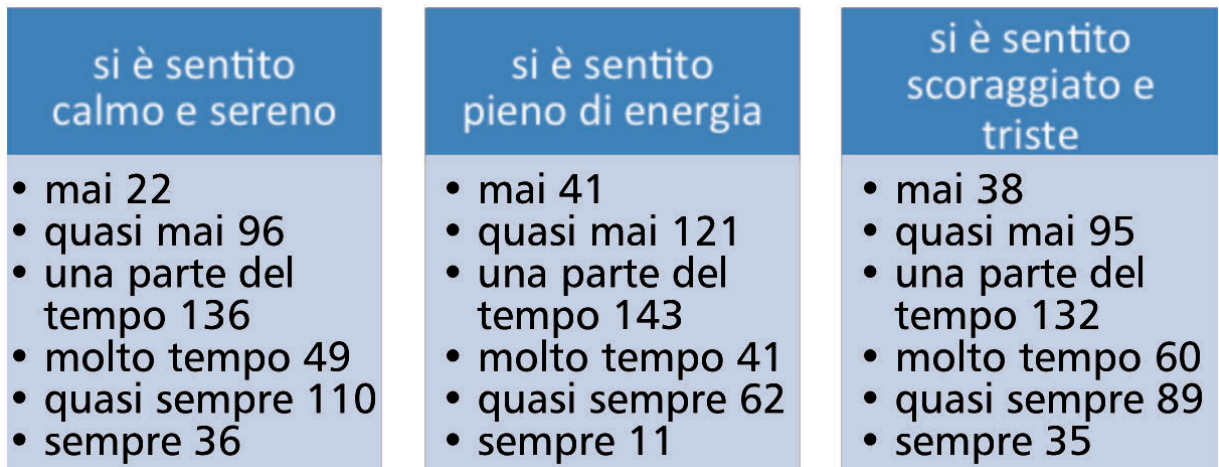 si è sentito
calmo e sereno
• mai 22
• quasi mai 96
• una parte del
tempo 136
• molto tempo 49
• quasi sempre 110
• sempre 36
si è sentito
pieno di energia
• mai 41
• quasi mai 121
• una parte del
tempo 143
• molto tempo 41
• quasi sempre 62
• sempre 11
si è sentito
scoraggiato e
triste
• mai 38
• quasi mai 95
• una parte del
tempo 132
• molto tempo 60
• quasi sempre 89
• sempre 35